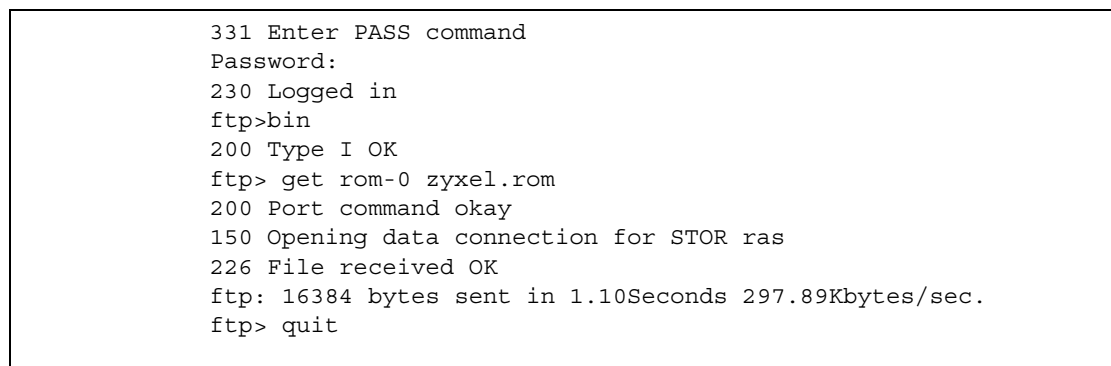 331 Enter PASS command
Password:
230 Logged in
ftp>bin
200 Type I OK
ftp> get rom-0 zyxel.rom
200 Port command okay
150 Opening data connection for STOR ras
226 File received OK
ftp: 16384 bytes sent in 1.10Seconds 297.89Kbytes/sec.
ftp> quit